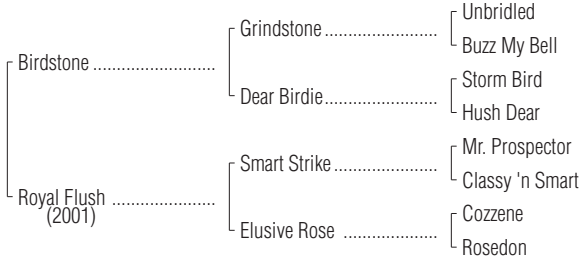 Unbridled
Grindstone ..........................
Buzz My Bell
Birdstone ............................
Storm Bird
Dear Birdie..........................
Hush Dear
Mr. Prospector
Smart Strike ........................
Classy 'n Smart
Royal Flush .......................
(2001)
Cozzene
Elusive Rose ......................
Rosedon